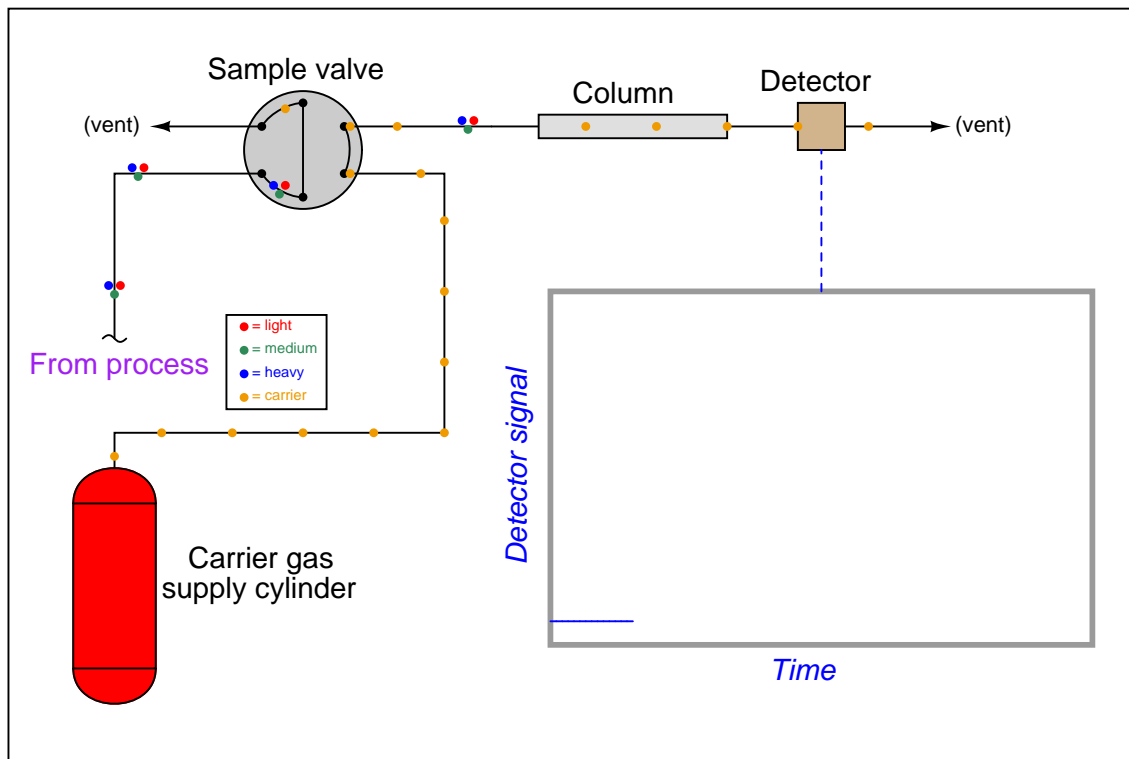 Sample valve
Column
Detector
(vent)
(vent)
= light
= medium
= heavy
= carrier
From process
Detector signal
Carrier gas
supply cylinder
Time